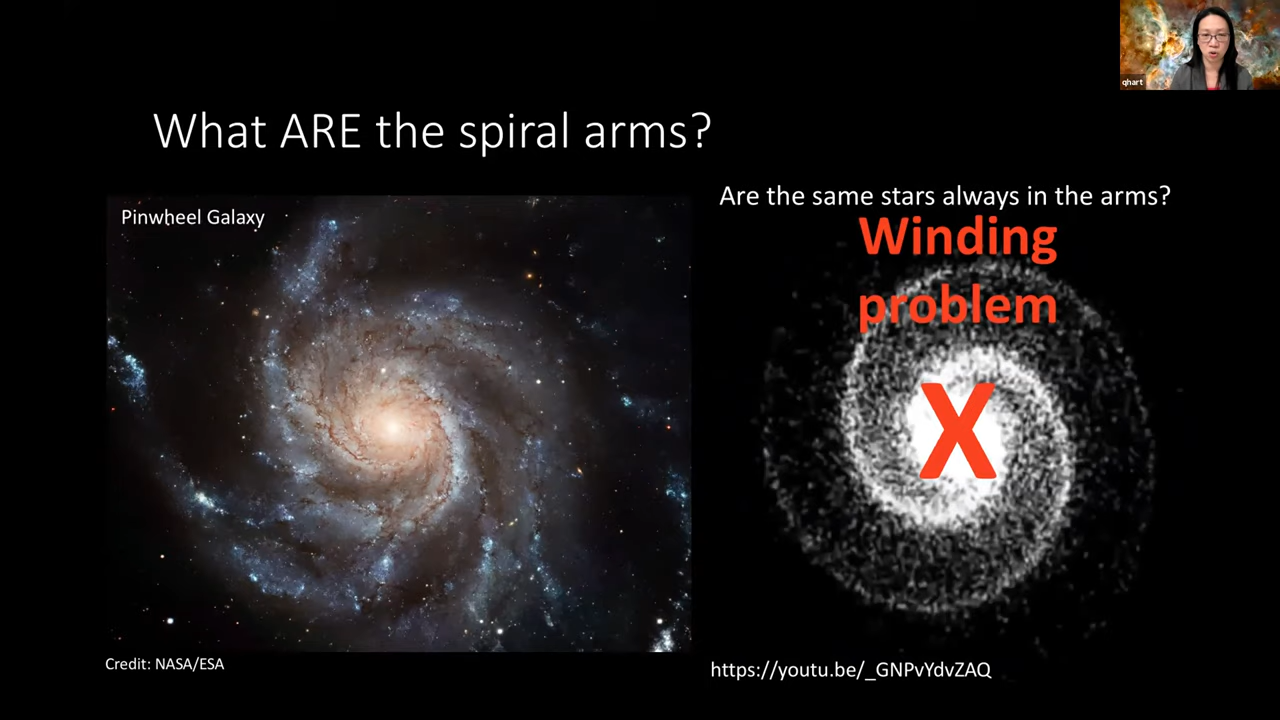 qhart
What ARE the spiral arms?
Pinwheel Galaxy
Are the same stars always in the arms?
Winding
problem
X
Credit: NASA/ESA
https://youtu.be/_GNPvYdvZAQ